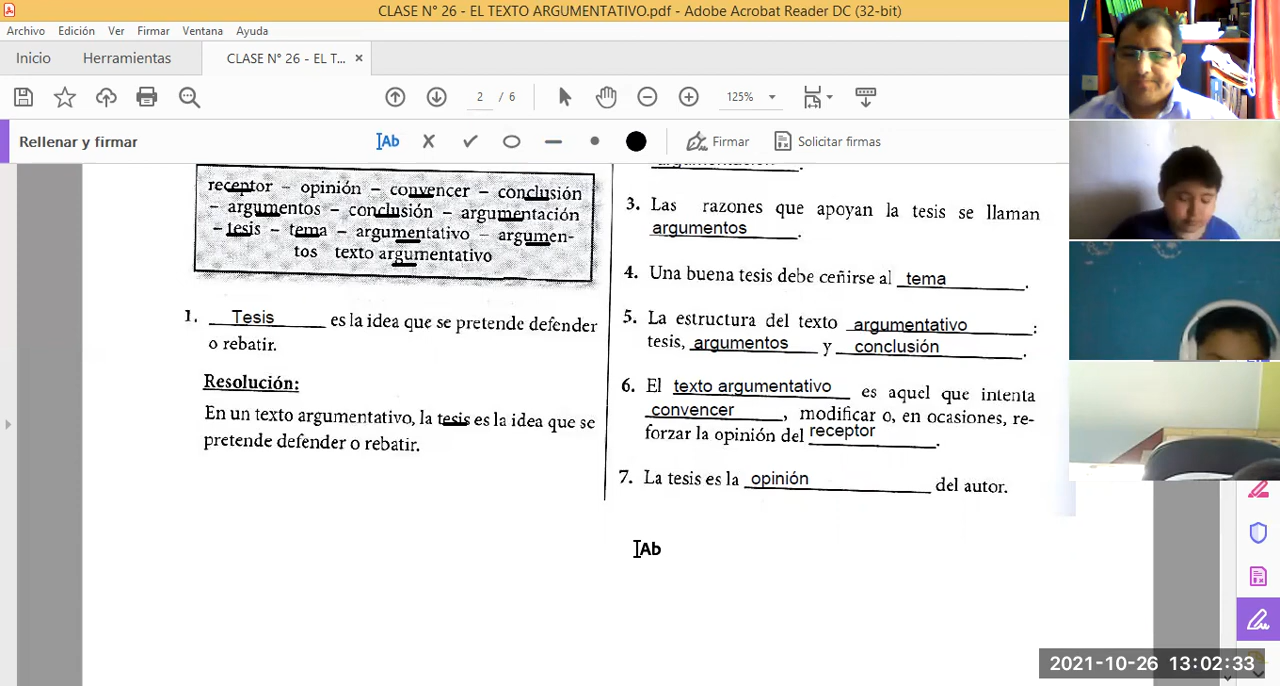 CLASE N° 26 - EL TEXTO ARGUMENTATIVO.pdf - Adobe Acrobat Reader DC (32-bit)
Archivo Edición Ver Firmar Ventana Ayuda
Inicio Herramientas CLASE N° 26 - EL T... ×
2 / 6 125%
Rellenar y firmar
IAb Firmar Solicitar firmas
receptor – opinión – convencer – conclusión
– argumentos – conclusión – argumentación
– tesis – tema – argumentativo – argumen-
tos texto argumentativo
1. Tesis es la idea que se pretende defender
o rebatir.
Resolución:
En un texto argumentativo, la tesis es la idea que se
pretende defender o rebatir.
argumentación.
3. Las razones que apoyan la tesis se llaman
argumentos.
4. Una buena tesis debe ceñirse al tema.
5. La estructura del texto argumentativo:
tesis, argumentos y conclusión.
6. El texto argumentativo es aquel que intenta
convencer, modificar o, en ocasiones, re-
forzar la opinión del receptor.
7. La tesis es la opinión del autor.
IAb
2021-10-26 13:02:33